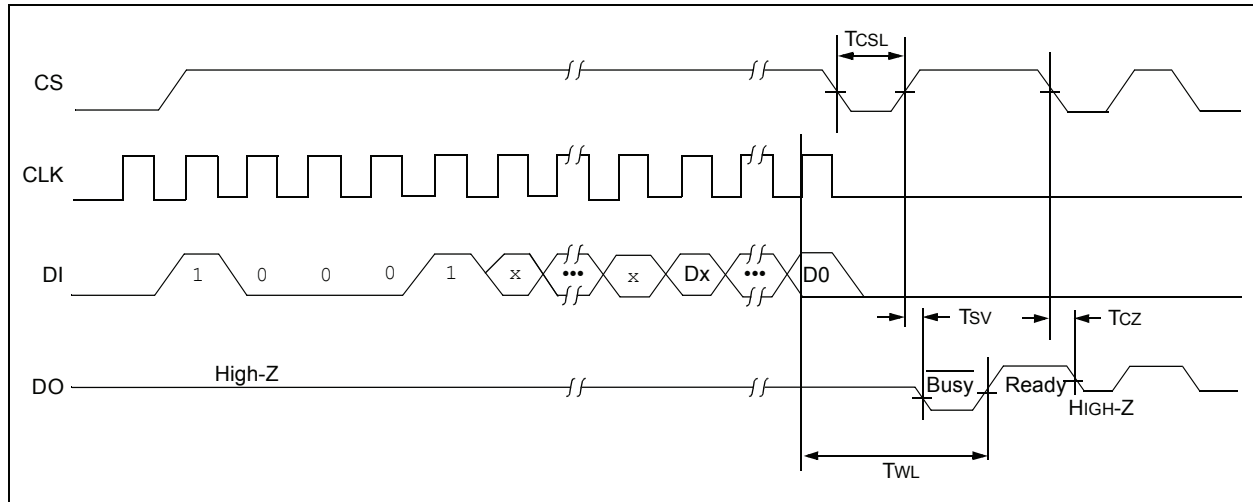 TCSL
CS
CLK
DI 1 0 0 0 1 x ••• x Dx ••• D0
TSV TCZ
DO High-Z Busy Ready HIGH-Z
TWL